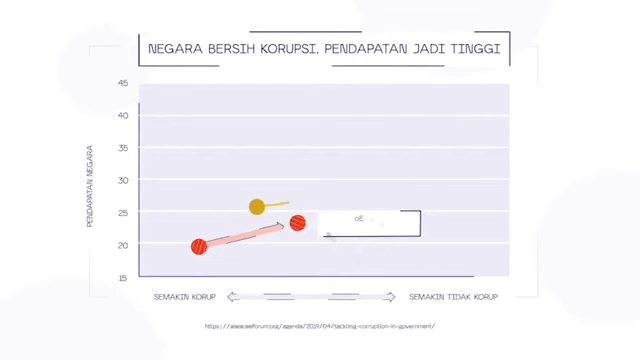 NEGARA BERSIH KORUPSI, PENDAPATAN JADI TINGGI
45
40
35
30
25
20
15
PENDAPATAN NEGARA
SEMAKIN KORUP
SEMAKIN TIDAK KORUP
https://www.weforum.org/agenda/2019/04/tackling-corruption-in-government/